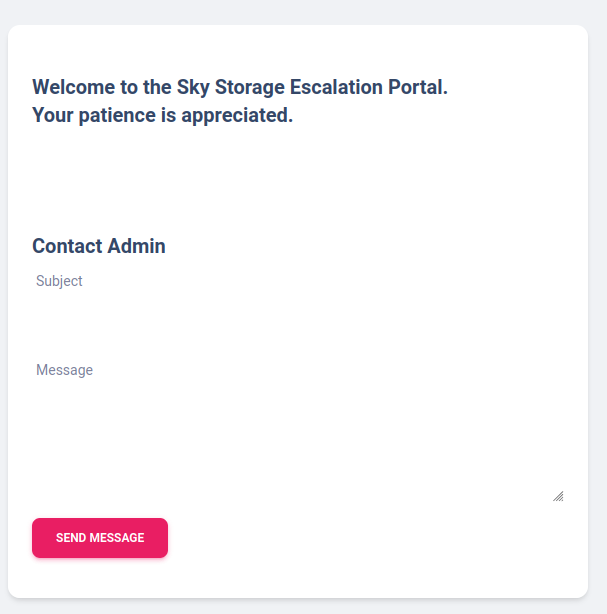 Welcome to the Sky Storage Escalation Portal.
Your patience is appreciated.
Contact Admin
Subject
Message
SEND MESSAGE